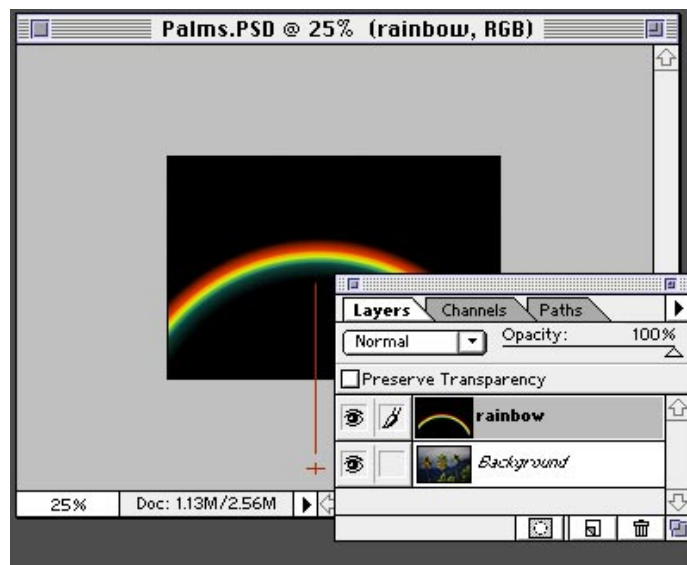 Palms.PSD @ 25% (rainbow, RGB)
Layers Channels Paths
Normal Opacity: 100%
Preserve Transparency
rainbow
Background
25% Doc: 1.13M/2.56M